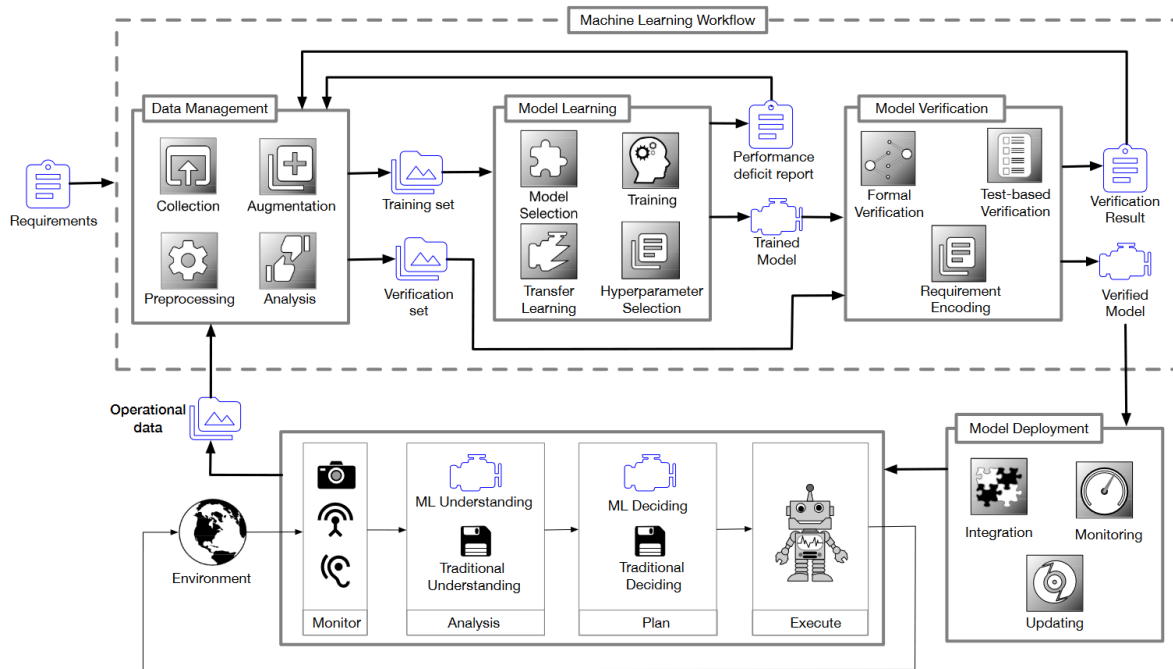 Machine Learning Workflow
Data Management
Model Learning
Model Verification
Collection
Augmentation
Preprocessing
Analysis
Requirements
Training set
Verification
set
Model
Selection
Training
Transfer
Learning
Hyperparameter
Selection
Performance
deficit report
Trained
Model
Formal
Verification
Test-based
Verification
Requirement
Encoding
Verification
Result
Verified
Model
Operational
data
Environment
ML Understanding
Traditional
Understanding
ML Deciding
Traditional
Deciding
Monitor
Analysis
Plan
Execute
Model Deployment
Integration
Monitoring
Updating